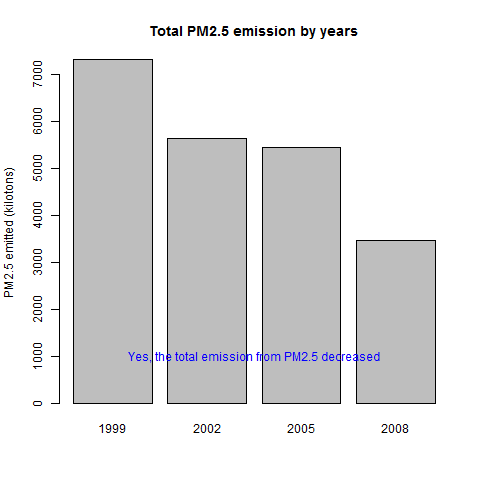 Total PM2.5 emission by years
PM2.5 emitted (kilotons)
7000
6000
5000
4000
3000
2000
1000
0
Yes, the total emission from PM2.5 decreased
1999 2002 2005 2008